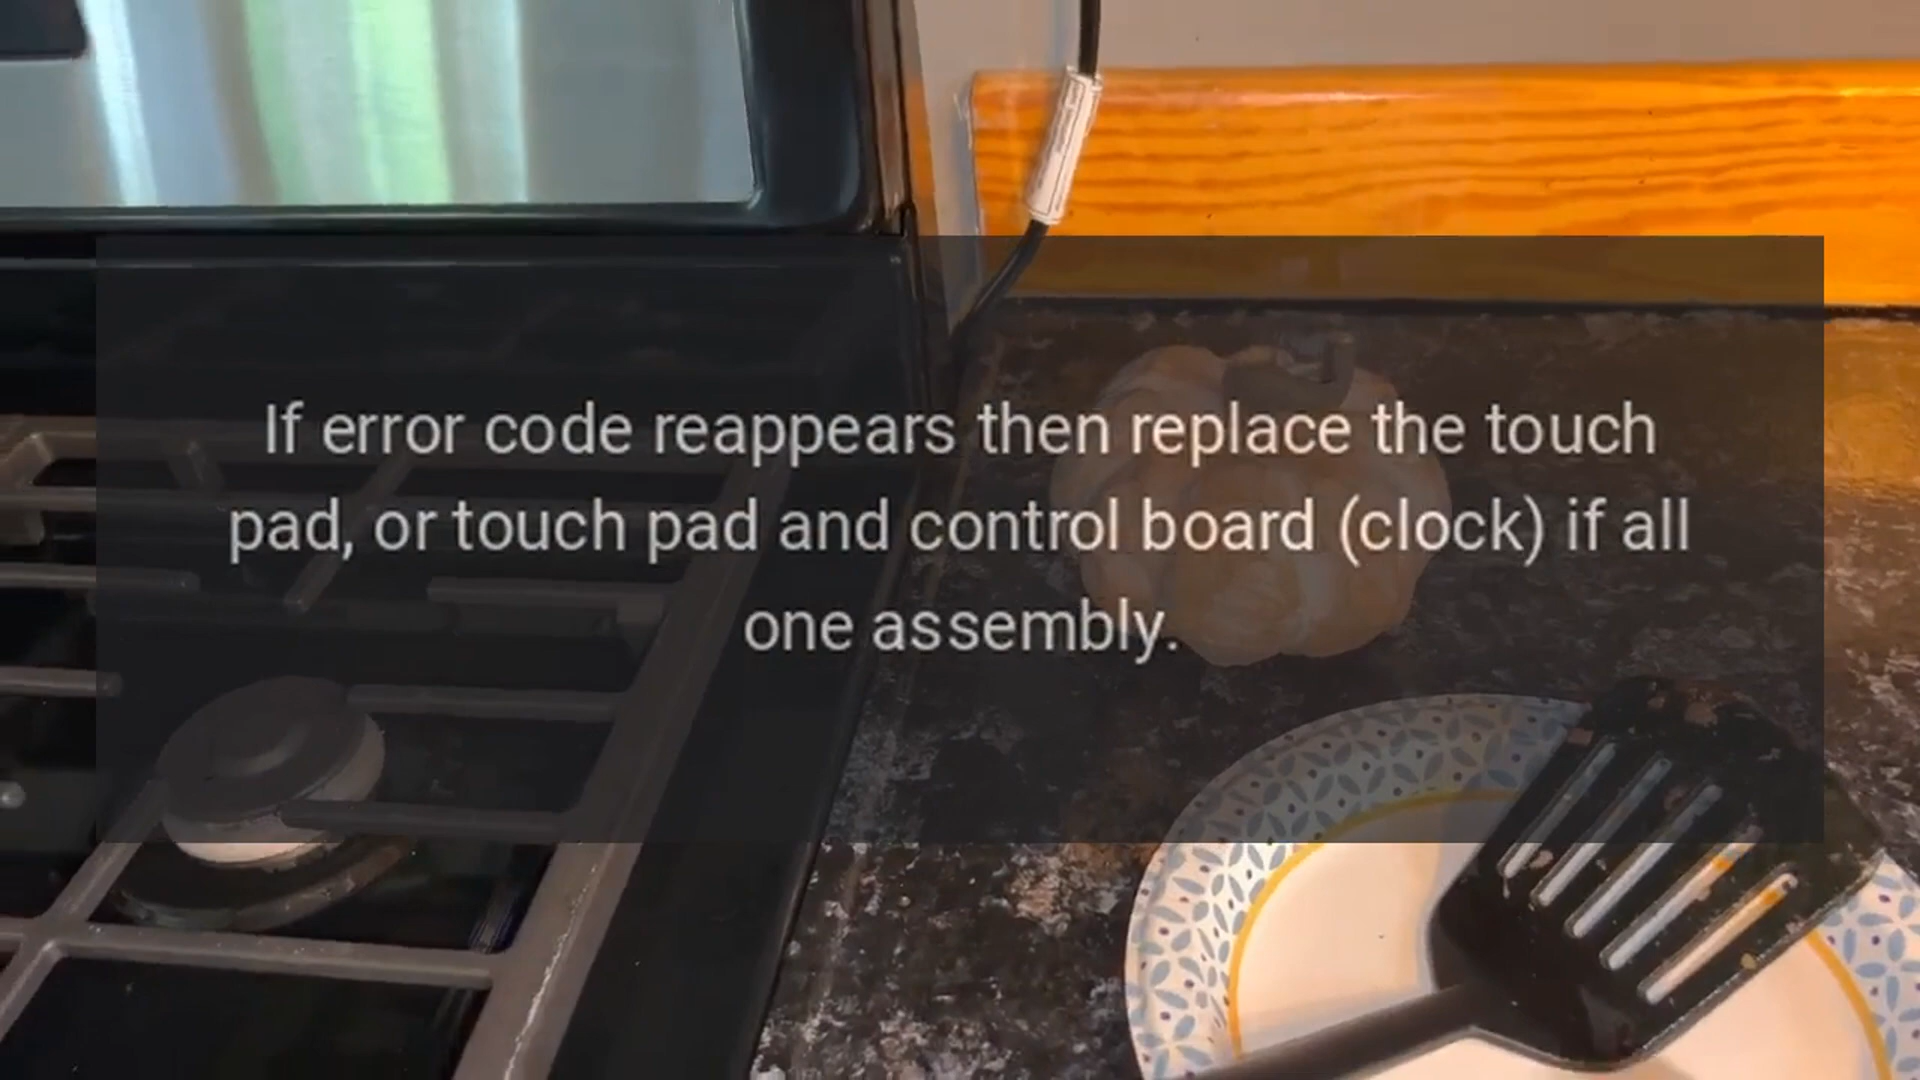 If error code reappears then replace the touch
pad, or touch pad and control board (clock) if all
one assembly.